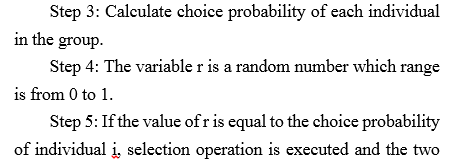 Step 3: Calculate choice probability of each individual
in the group.
Step 4: The variable r is a random number which range
is from 0 to 1.
Step 5: If the value of r is equal to the choice probability
of individual i, selection operation is executed and the two